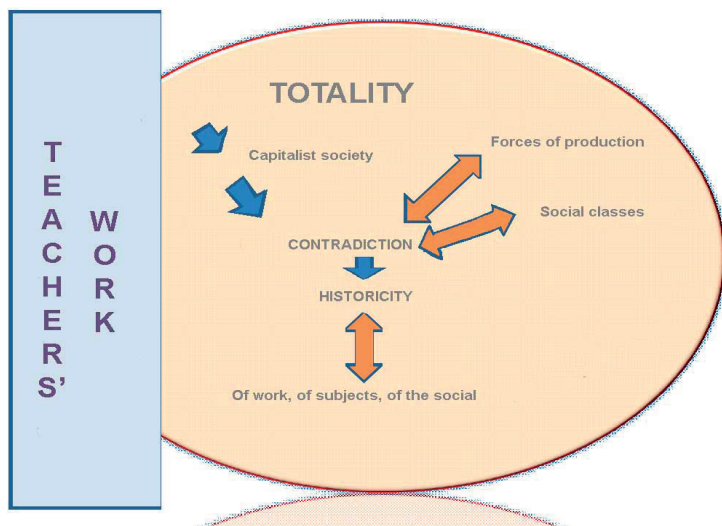 TEACHERS'
WORK
TOTALITY
Capitalist society
Forces of production
Social classes
CONTRADICTION
HISTORICITY
Of work, of subjects, of the social